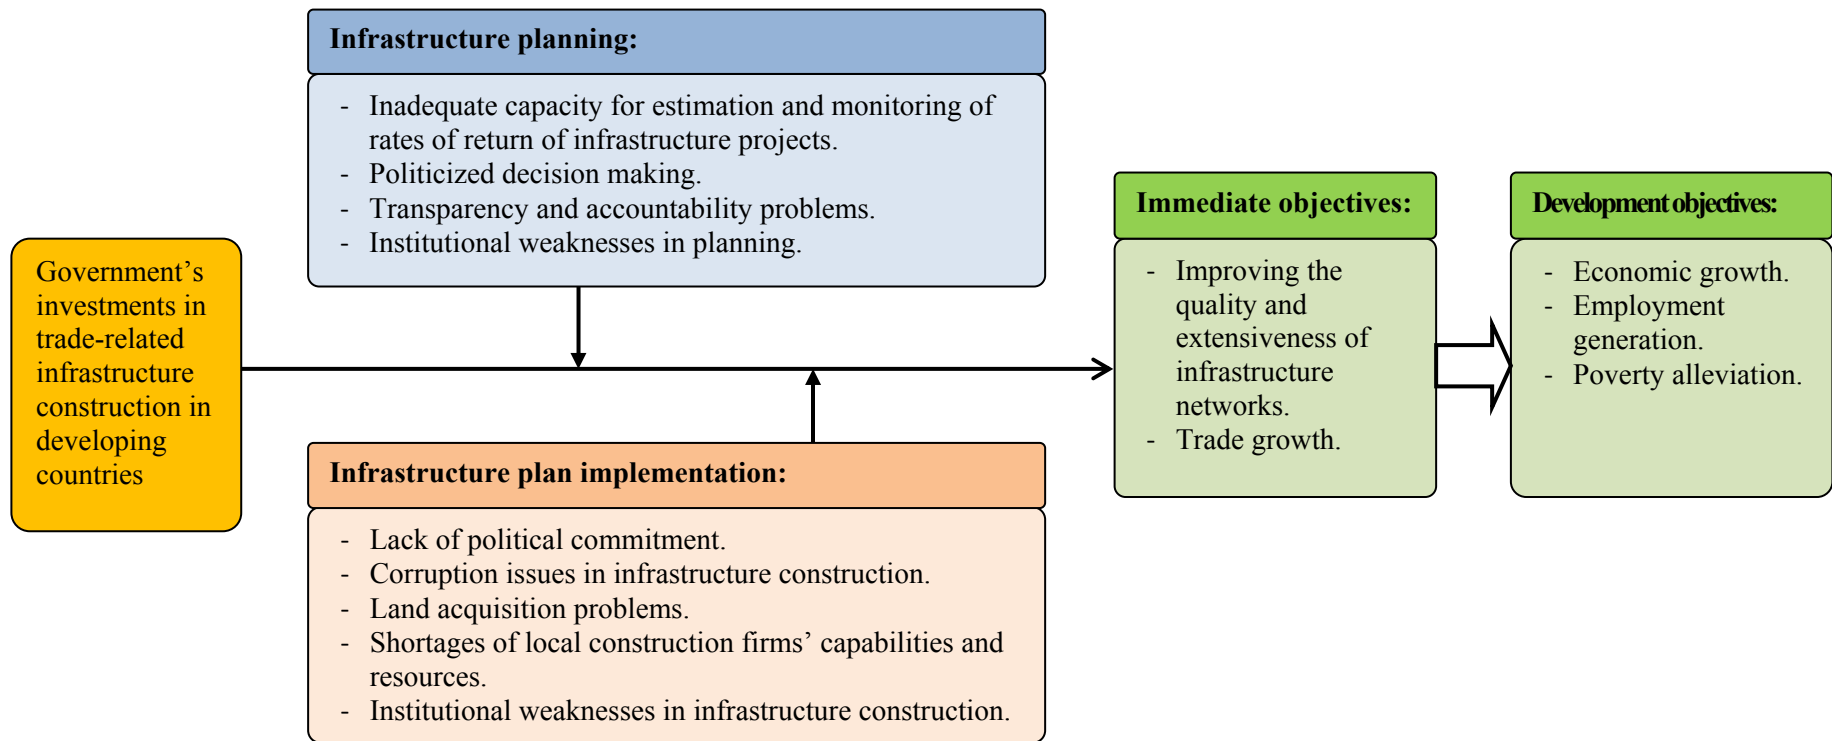 Infrastructure planning:
- Inadequate capacity for estimation and monitoring of
rates of return of infrastructure projects.
- Politicized decision making.
- Transparency and accountability problems.
- Institutional weaknesses in planning.
Government’s
investments in
trade-related
infrastructure
construction in
developing
countries
Infrastructure plan implementation:
- Lack of political commitment.
- Corruption issues in infrastructure construction.
- Land acquisition problems.
- Shortages of local construction firms’ capabilities and
resources.
- Institutional weaknesses in infrastructure construction.
Immediate objectives:
- Improving the
quality and
extensiveness of
infrastructure
networks.
- Trade growth.
Development objectives:
- Economic growth.
- Employment
generation.
- Poverty alleviation.